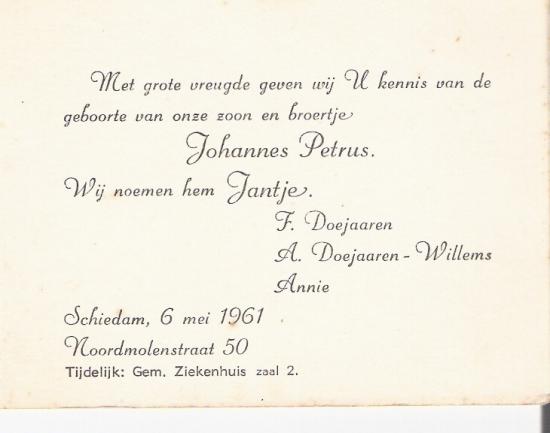 Met grote vreugde geven wij U kennis van de
geboorte van onze zoon en broertje
Johannes Petrus.
Wij noemen hem Jantje.
F. Doejaaren
A. Doejaaren - Willems
Annie
Schiedam, 6 mei 1961
Noordmolenstraat 50
Tijdelijk: Gem. Ziekenhuis zaal 2.